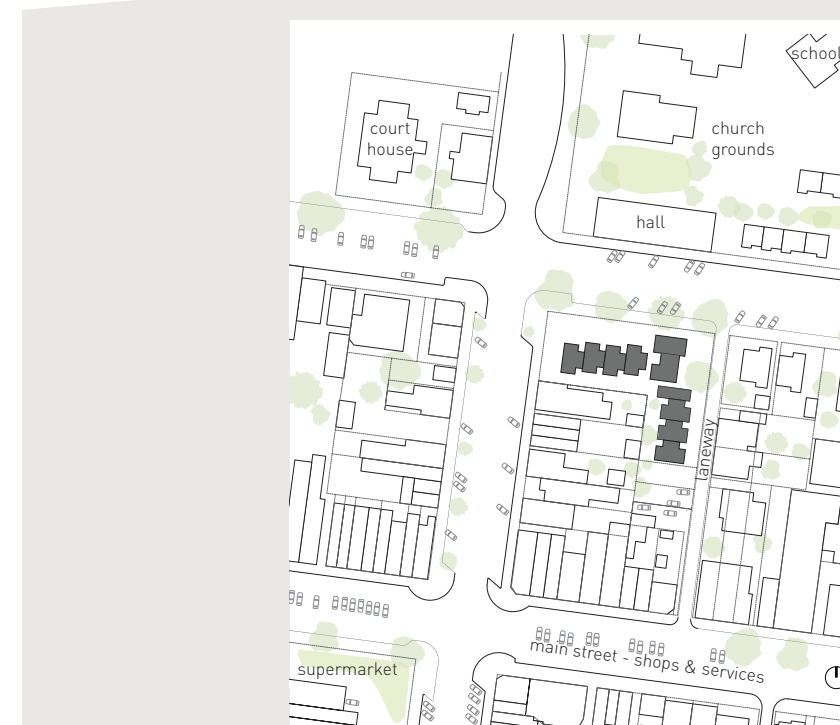 school
court
house
church
grounds
hall
laneway
main street - shops & services
supermarket